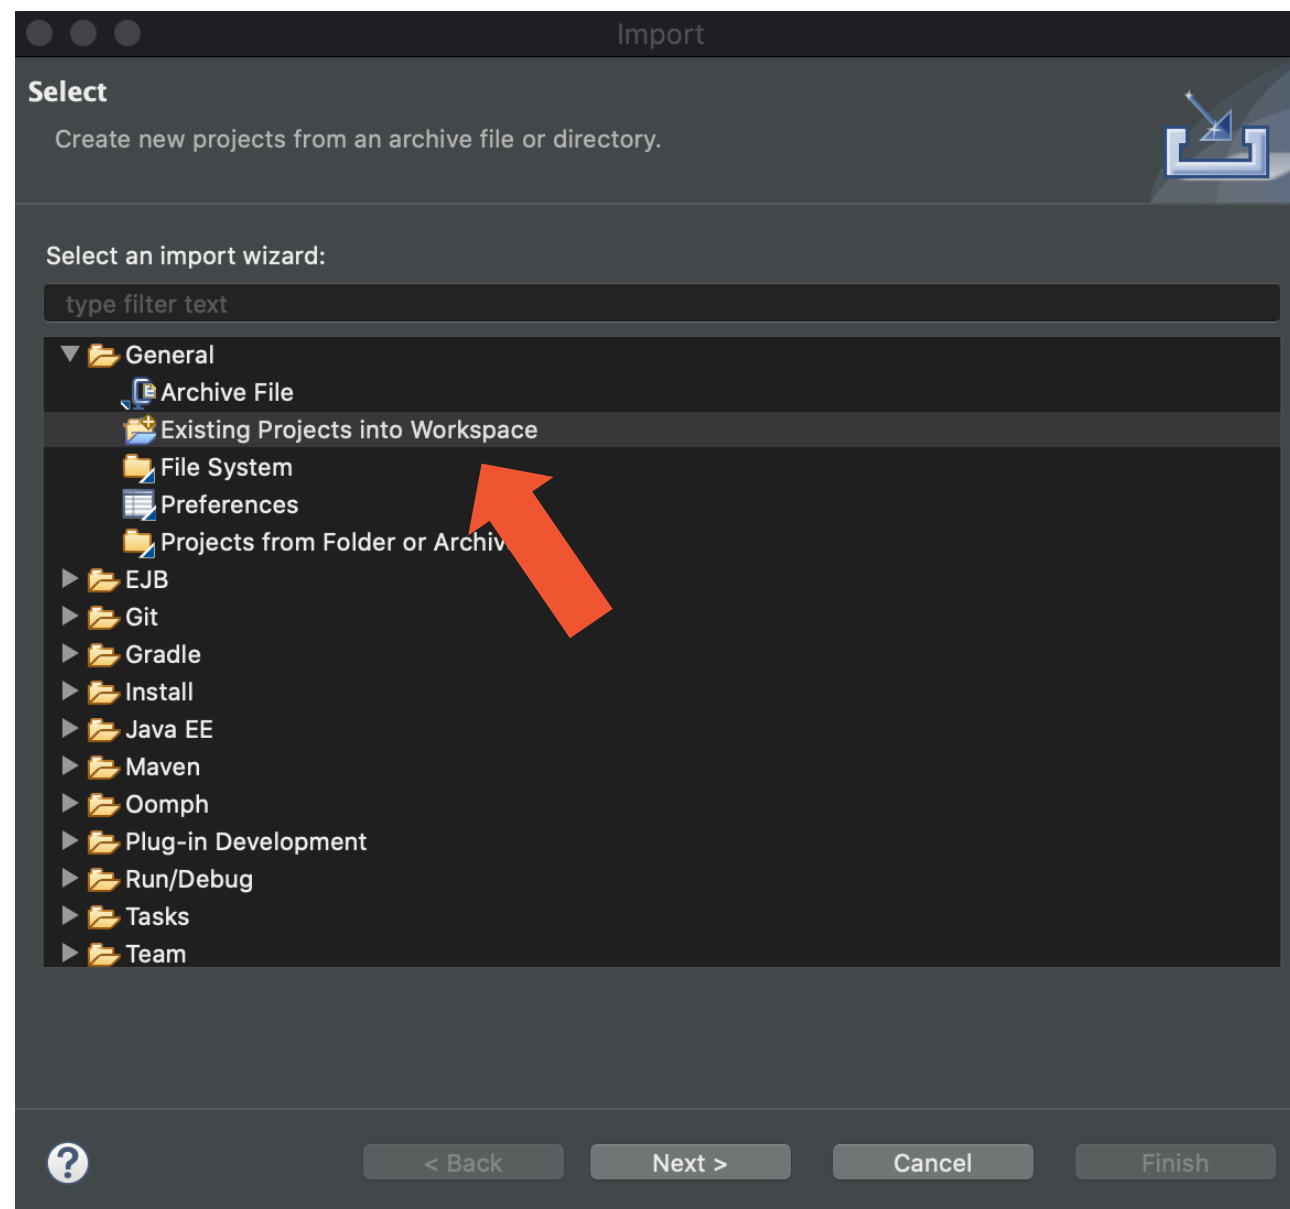 Import
Select
Create new projects from an archive file or directory.
Select an import wizard:
type filter text
General
Archive File
Existing Projects into Workspace
File System
Preferences
Projects from Folder or
EJB
Git
Gradle
Install
Java EE
Maven
Oomph
Plug-in Development
Run/Debug
Tasks
Team
?
< Back
Next >
Cancel
Finish